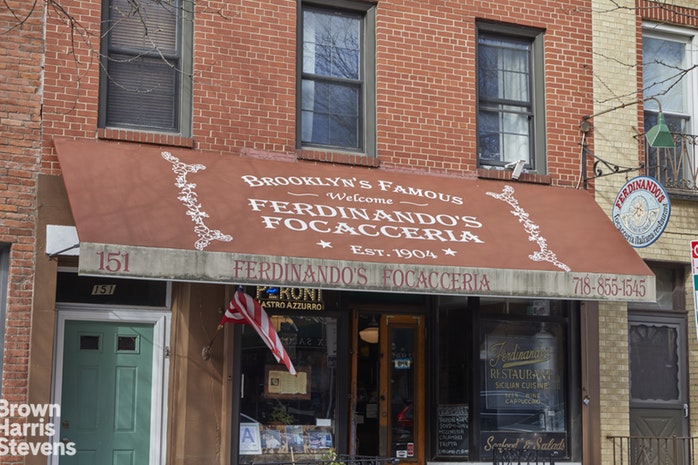 BROOKLYN'S FAMOUS
Welcome
FERDINANDO'S
FOCACCERIA
EST. 1904
151
FERDINANDO'S FOCACCERIA
718-855-1545
FERDINANDO'S
151
PERONI
NASTRO AZZURRO
Ferdinando's
RESTAURANT
SICILIAN CUISINE
CAPPUCCINO
Seafood & Salads
A
Brown
Harris
Stevens